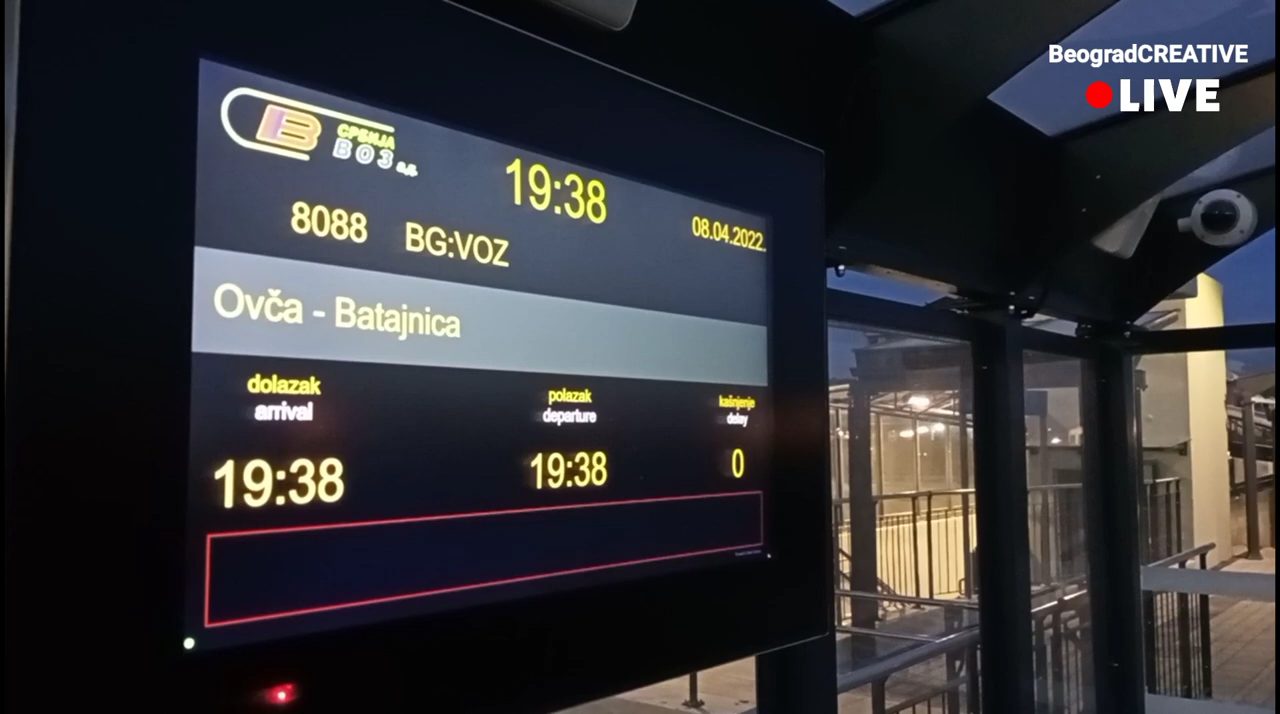 BeogradCREATIVE
LIVE
СРБИЈА
ВОЗ а.д.
19:38
8088 BG:VOZ
08.04.2022.
Ovča - Batajnica
dolazak
arrival
polazak
departure
kašnjenje
delay
19:38
19:38
0